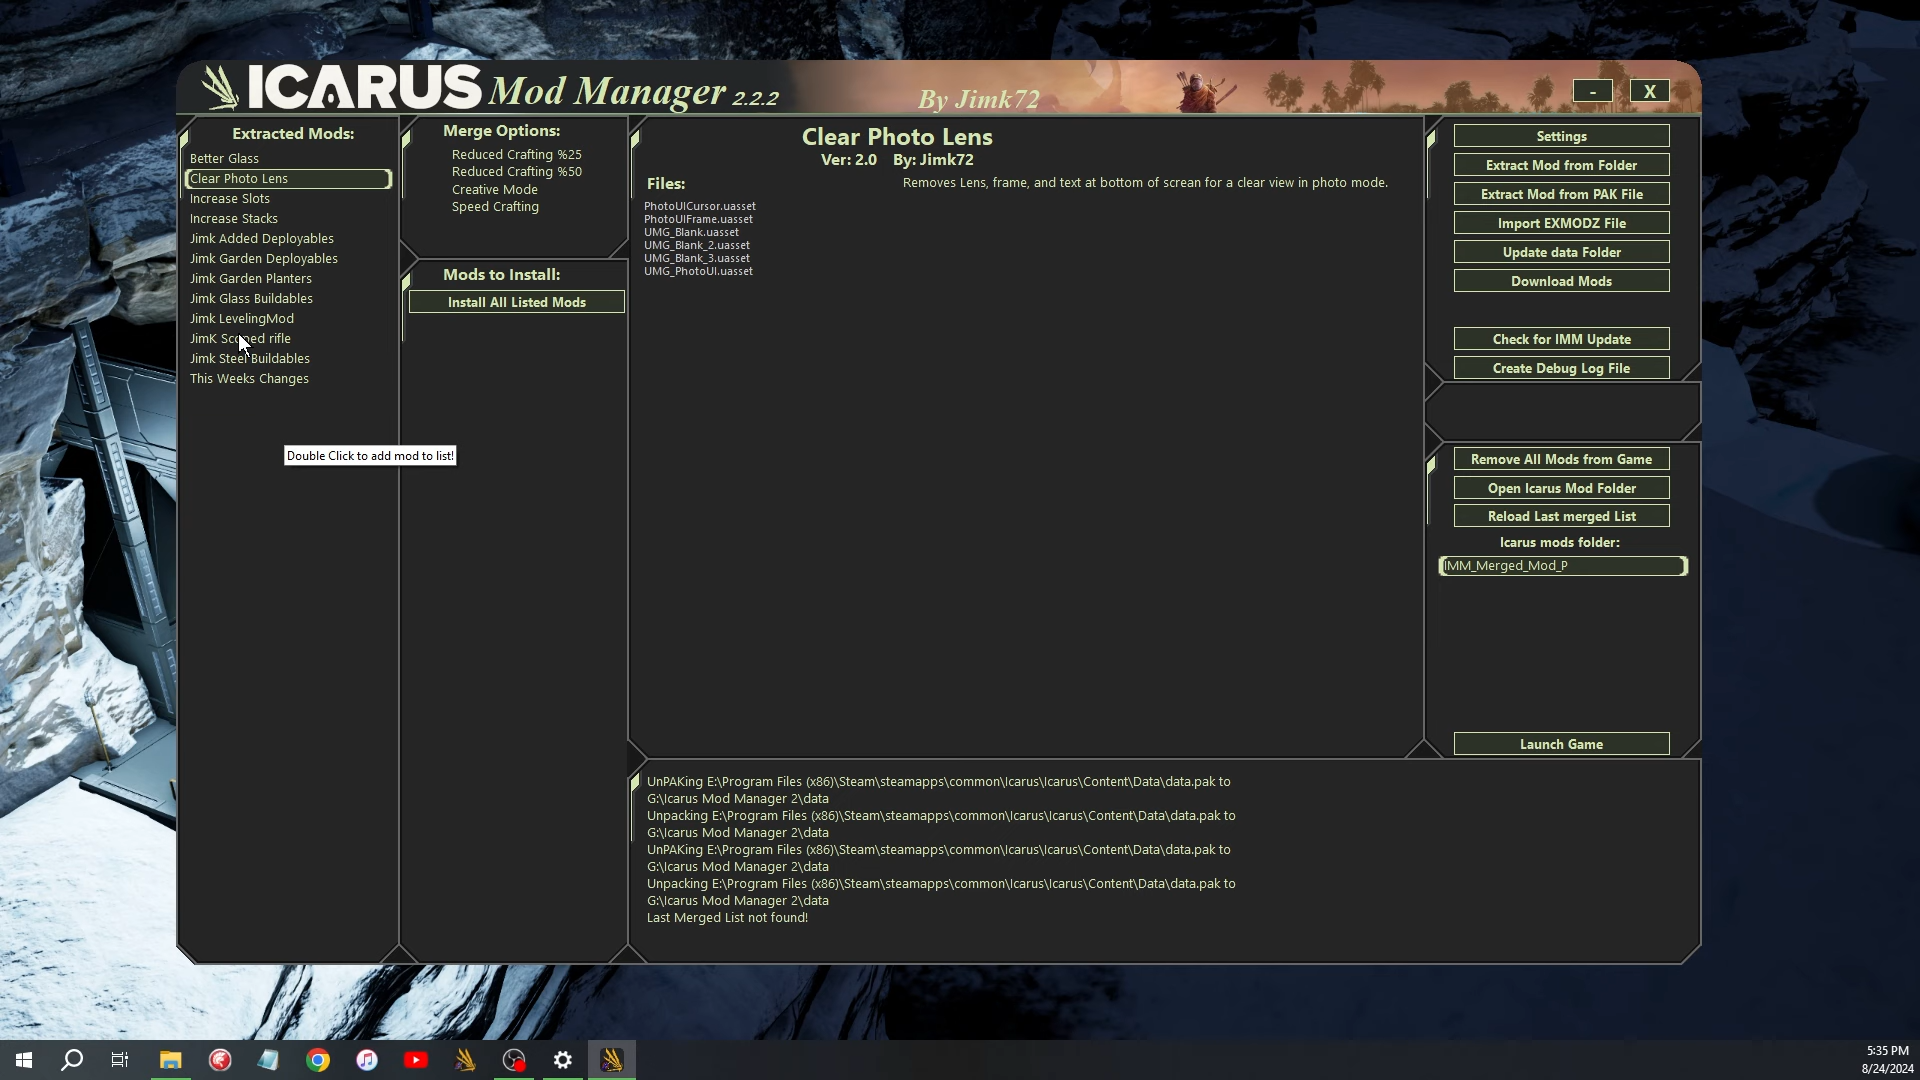 ICARUS Mod Manager 2.2.2
By Jimk72
-
X
Extracted Mods:
Better Glass
Clear Photo Lens
Increase Slots
Increase Stacks
Jimk Added Deployables
Jimk Garden Deployables
Jimk Garden Planters
Jimk Glass Buildables
Jimk LevelingMod
JimK Scoped rifle
Jimk Steel Buildables
This Weeks Changes
Double Click to add mod to list!
Merge Options:
Reduced Crafting %25
Reduced Crafting %50
Creative Mode
Speed Crafting
Mods to Install:
Install All Listed Mods
Clear Photo Lens
Ver: 2.0 By: Jimk72
Files:
Removes Lens, frame, and text at bottom of screan for a clear view in photo mode.
PhotoUICursor.uasset
PhotoUIFrame.uasset
UMG_Blank.uasset
UMG_Blank_2.uasset
UMG_Blank_3.uasset
UMG_PhotoUI.uasset
Settings
Extract Mod from Folder
Extract Mod from PAK File
Import EXMODZ File
Update data Folder
Download Mods
Check for IMM Update
Create Debug Log File
Remove All Mods from Game
Open Icarus Mod Folder
Reload Last merged List
Icarus mods folder:
IMM_Merged_Mod_P
Launch Game
UnPAKing E:\Program Files (x86)\Steam\steamapps\common\Icarus\Icarus\Content\Data\data.pak to
G:\Icarus Mod Manager 2\data
Unpacking E:\Program Files (x86)\Steam\steamapps\common\Icarus\Icarus\Content\Data\data.pak to
G:\Icarus Mod Manager 2\data
UnPAKing E:\Program Files (x86)\Steam\steamapps\common\Icarus\Icarus\Content\Data\data.pak to
G:\Icarus Mod Manager 2\data
Unpacking E:\Program Files (x86)\Steam\steamapps\common\Icarus\Icarus\Content\Data\data.pak to
G:\Icarus Mod Manager 2\data
Last Merged List not found!
5:35 PM
8/24/2024